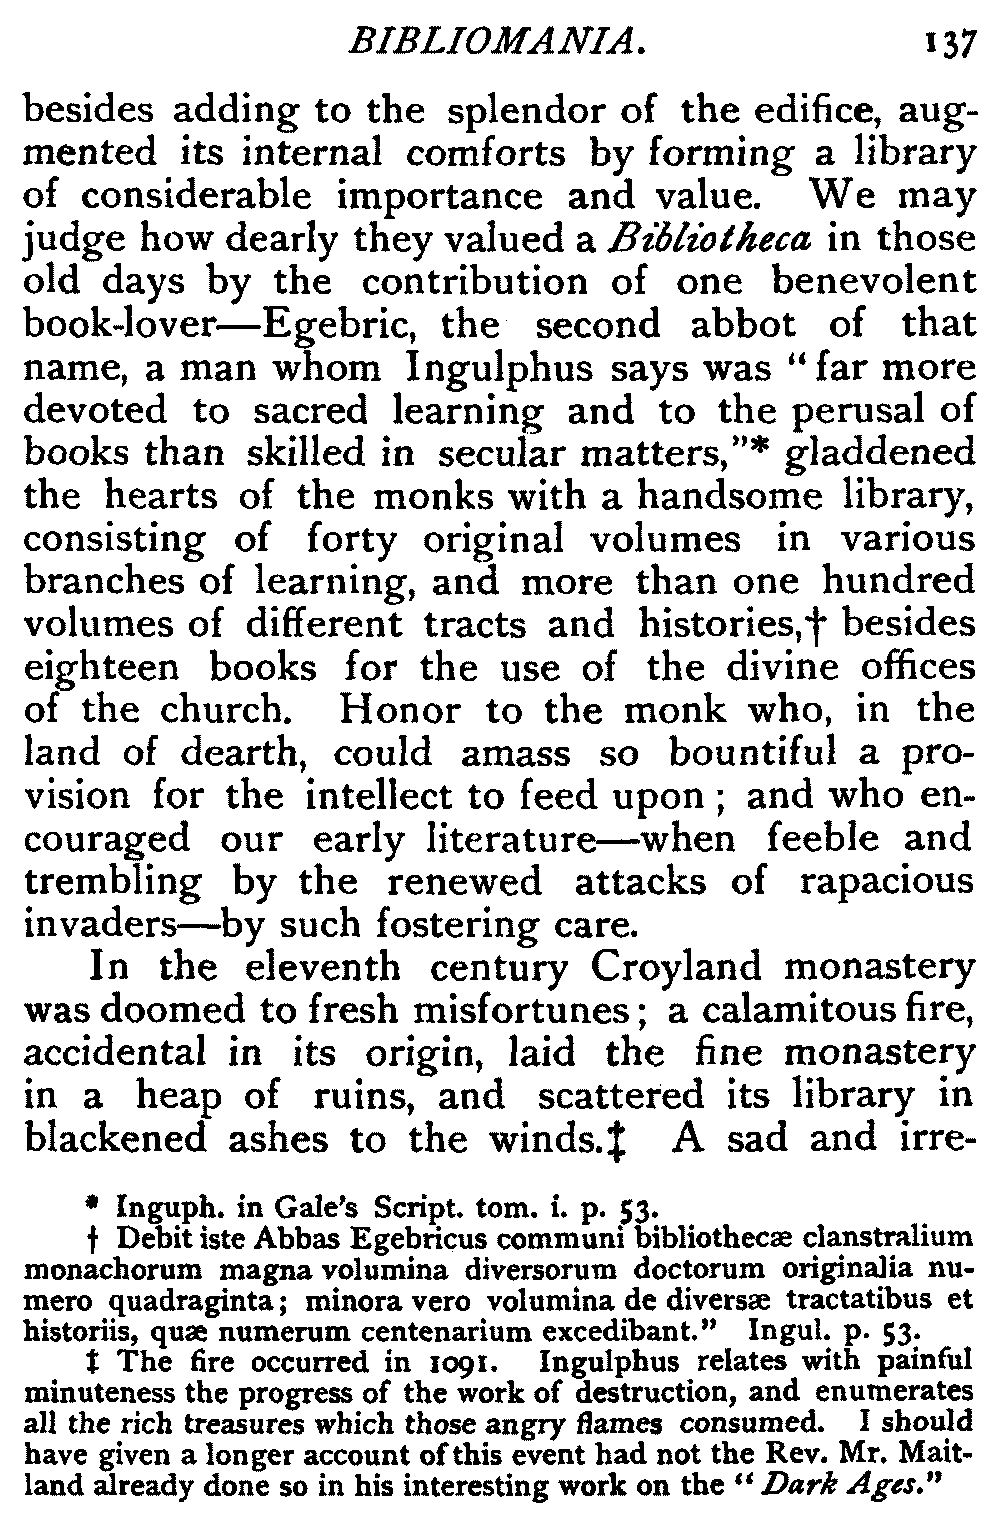 BIBLIOMANIA. 137
besides adding to the splendor of the edifice, aug-
mented its internal comforts by forming a library
of considerable importance and value. We may
judge how dearly they valued a Bibliotheca in those
old days by the contribution of one benevolent
book-lover—Egebric, the second abbot of that
name, a man whom Ingulphus says was “far more
devoted to sacred learning and to the perusal of
books than skilled in secular matters,”* gladdened
the hearts of the monks with a handsome library,
consisting of forty original volumes in various
branches of learning, and more than one hundred
volumes of different tracts and histories,† besides
eighteen books for the use of the divine offices
of the church. Honor to the monk who, in the
land of dearth, could amass so bountiful a pro-
vision for the intellect to feed upon; and who en-
couraged our early literature—when feeble and
trembling by the renewed attacks of rapacious
invaders—by such fostering care.
In the eleventh century Croyland monastery
was doomed to fresh misfortunes; a calamitous fire,
accidental in its origin, laid the fine monastery
in a heap of ruins, and scattered its library in
blackened ashes to the winds.‡ A sad and irre-
* Inguph. in Gale's Script. tom. i. p. 53.
† Debit iste Abbas Egebricus communi bibliothecæ clanstralium
monachorum magna volumina diversorum doctorum originalia nu-
mero quadraginta; minora vero volumina de diversæ tractatibus et
historiis, quæ numerum centenarium excedibant.” Ingul. p. 53.
‡ The fire occurred in 1091. Ingulphus relates with painful
minuteness the progress of the work of destruction, and enumerates
all the rich treasures which those angry flames consumed. I should
have given a longer account of this event had not the Rev. Mr. Mait-
land already done so in his interesting work on the “Dark Ages.”